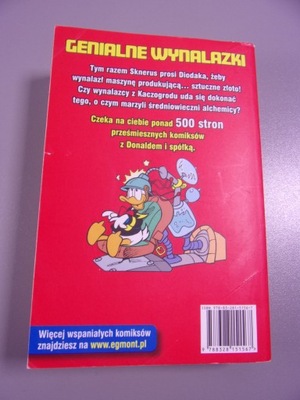 GENIALNE WYNALAZKI
Tym razem Sknerus prosi Diodaka, żeby
wynalazł maszynę produkującą... sztuczne złoto!
Czy wynalazcy z Kaczogrodu uda się dokonać
tego, o czym marzyli średniowieczni alchemicy?
Czeka na ciebie ponad 500 stron
prześmiesznych komiksów
z Donaldem i spółką.
Więcej wspaniałych komiksów
znajdziesz na www.egmont.pl